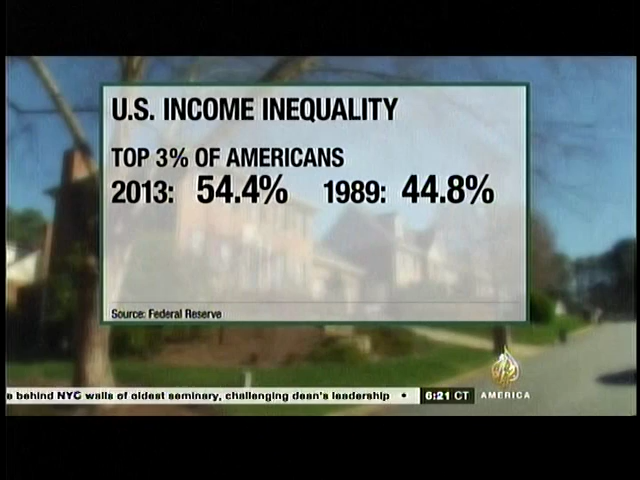 U.S. INCOME INEQUALITY
TOP 3% OF AMERICANS
2013: 54.4% 1989: 44.8%
Source: Federal Reserve
e behind NYC walls of oldest seminary, challenging dean's leadership •
6:21 CT
AMERICA